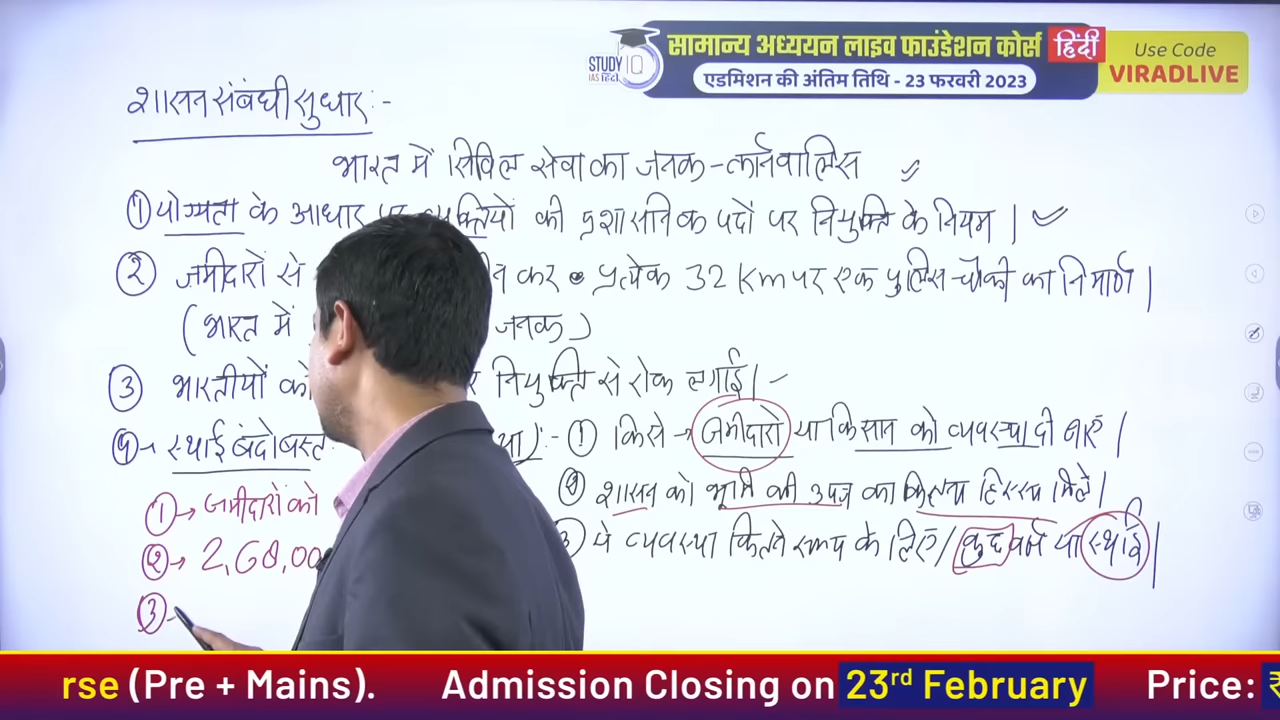 STUDY IQ
IAS हिंदी
सामान्य अध्ययन लाइव फाउंडेशन कोर्स हिंदी
एडमिशन की अंतिम तिथि - 23 फरवरी 2023
Use Code
VIRADLIVE
शासन संबंधी सुधार:-
भारत में सिविल सेवा का जनक - कार्नवालिस
① योग्यता के आधार पर व्यक्तियों की प्रशासनिक पदों पर नियुक्ति के नियम।
② जमीदारों से कर प्रत्येक 32 Km पर एक पुलिस चौकी का निर्माण।
(भारत में जनक)
③ भारतीयों को नियुक्ति से रोक लगाई।-
④→ स्थाई बंदोबस्त :- ① किसे → जमीदारो या किसान को व्यवस्था दी जाएं।
② शासन को भूमि की उपज का कितना हिस्सा मिले।
③ ये व्यवस्था कितने समय के लिए/ कुछ वर्ष या स्थाई।
①→ जमीदारों को
②→ 2,68,00
③-
rse (Pre + Mains). Admission Closing on 23rd February Price: ₹